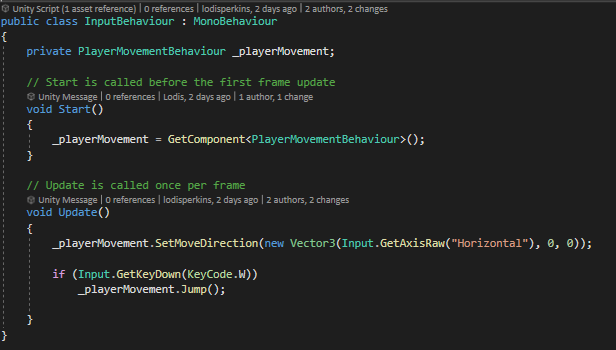 Unity Script (1 asset reference) | 0 references | lodisperkins, 2 days ago | 2 authors, 2 changes
public class InputBehaviour : MonoBehaviour
{
private PlayerMovementBehaviour _playerMovement;
// Start is called before the first frame update
Unity Message | 0 references | Lodis, 2 days ago | 1 author, 1 change
void Start()
{
_playerMovement = GetComponent<PlayerMovementBehaviour>();
}
// Update is called once per frame
Unity Message | 0 references | lodisperkins, 2 days ago | 2 authors, 2 changes
void Update()
{
_playerMovement.SetMoveDirection(new Vector3(Input.GetAxisRaw("Horizontal"), 0, 0));
if (Input.GetKeyDown(KeyCode.W))
_playerMovement.Jump();
}
}